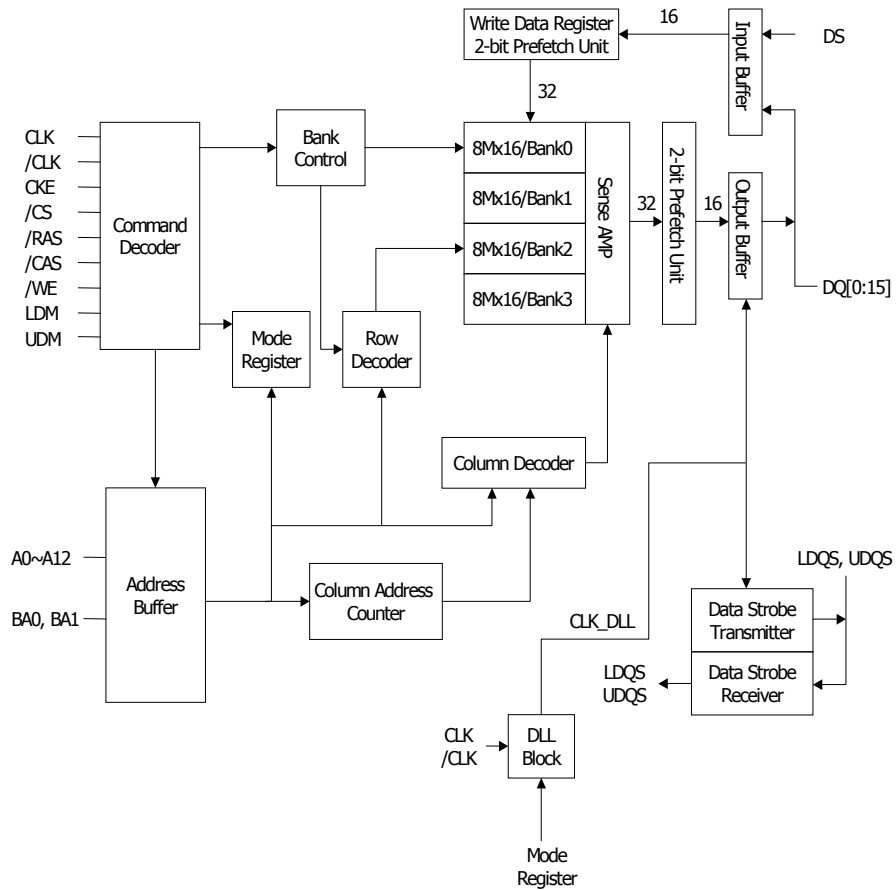 Write Data Register
2-bit Prefetch Unit
16
Input Buffer
DS
32
Bank
Control
8Mx16/Bank0
8Mx16/Bank1
8Mx16/Bank2
8Mx16/Bank3
Sense AMP
32
2-bit Prefetch Unit
16
Output Buffer
DQ[0:15]
CLK
/CLK
CKE
/CS
/RAS
/CAS
/WE
LDM
UDM
Command
Decoder
Mode
Register
Row
Decoder
Column Decoder
A0~A12
BA0, BA1
Address
Buffer
Column Address
Counter
CLK_DLL
LDQS, UDQS
Data Strobe
Transmitter
Data Strobe
Receiver
LDQS
UDQS
CLK
/CLK
DLL
Block
Mode
Register